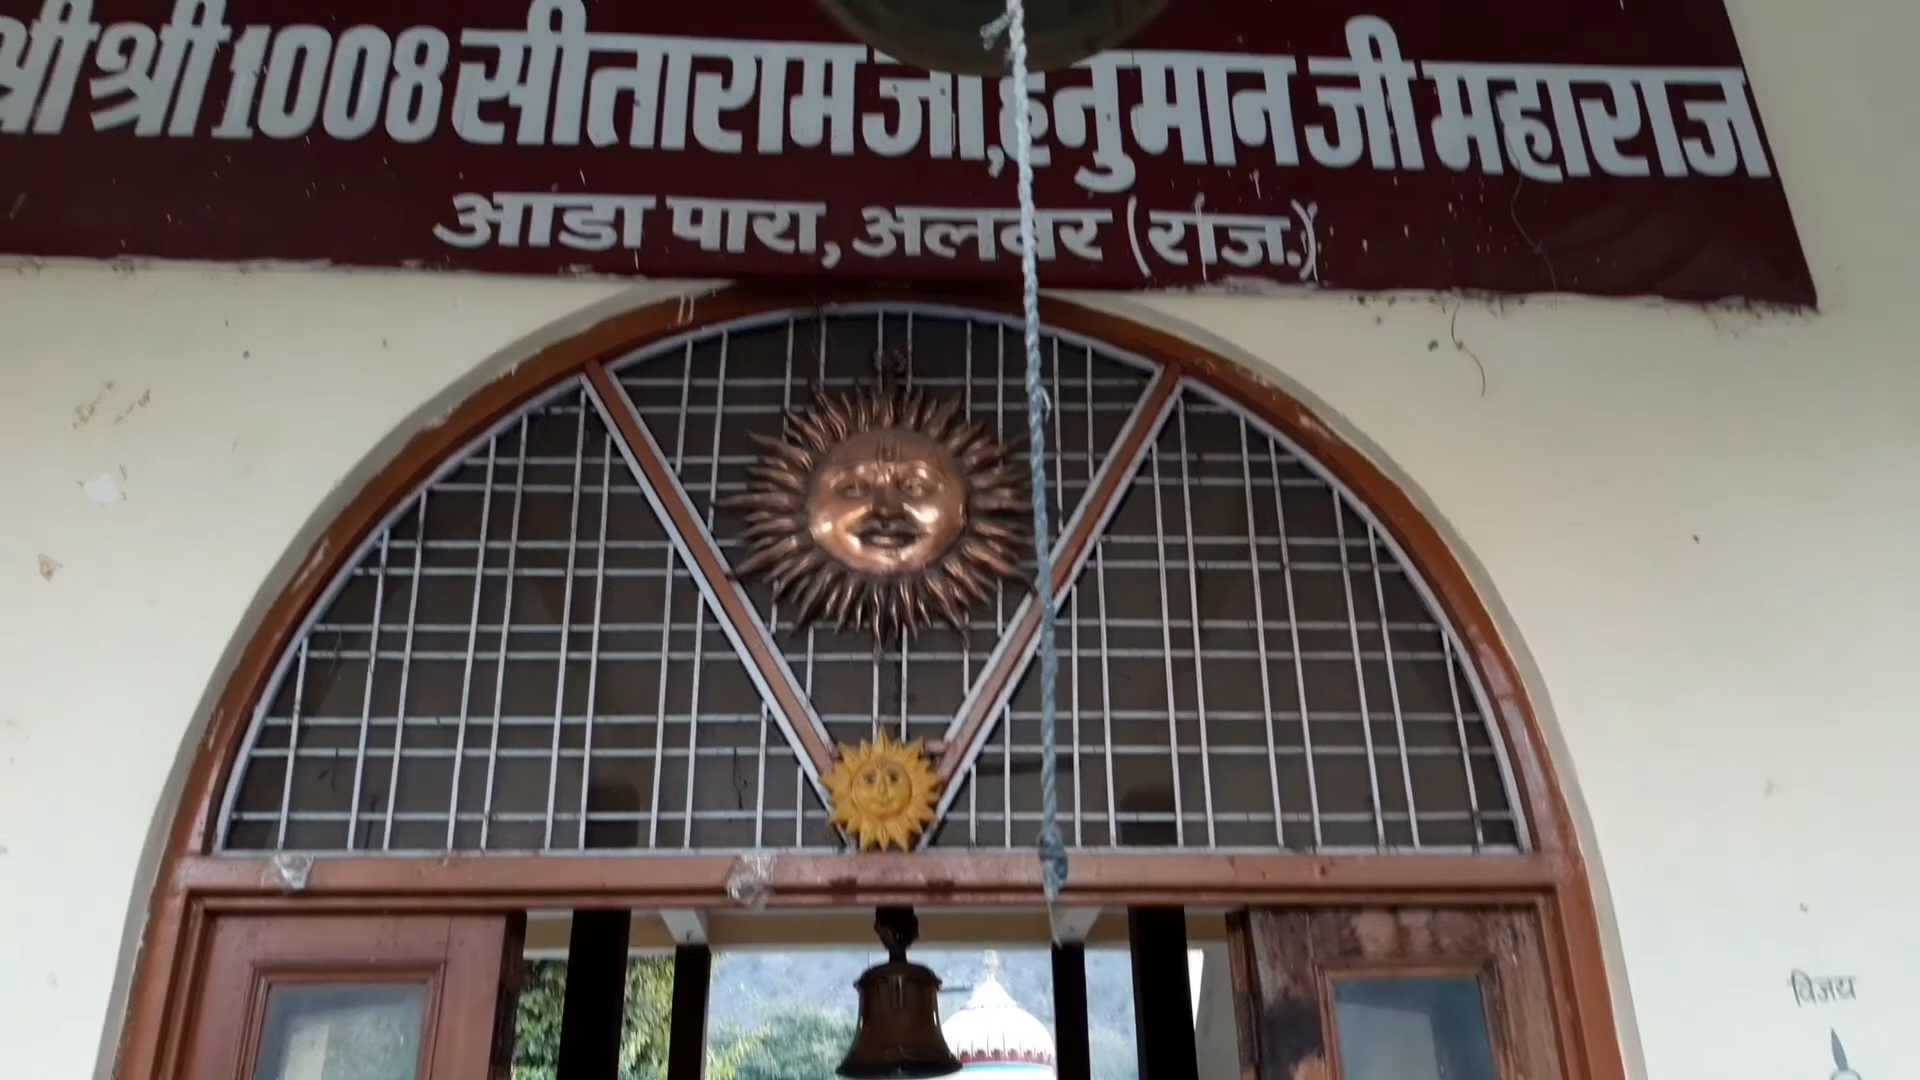 श्री श्री 1008 सीताराम जी, हनुमान जी महाराज
आडा पारा, अलवर (राज.)
विजय